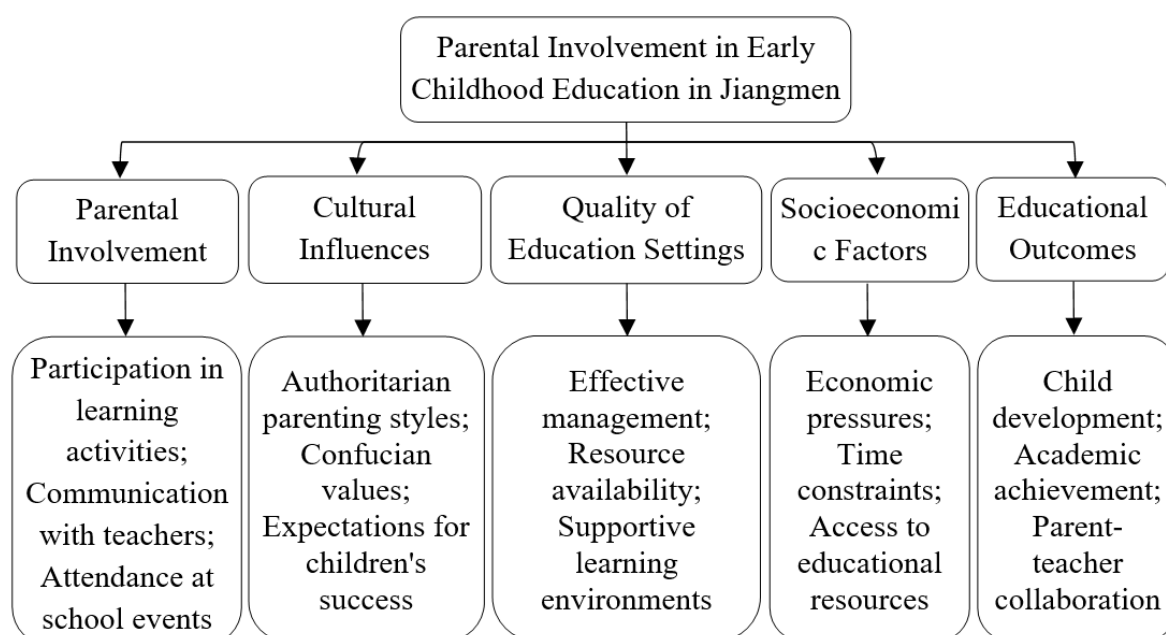 Parental Involvement in Early
Childhood Education in Jiangmen
Parental
Involvement
Cultural
Influences
Quality of
Education Settings
Socioeconomi
c Factors
Educational
Outcomes
Participation in
learning
activities;
Communication
with teachers;
Attendance at
school events
Authoritarian
parenting styles;
Confucian
values;
Expectations for
children's
success
Effective
management;
Resource
availability;
Supportive
learning
environments
Economic
pressures;
Time
constraints;
Access to
educational
resources
Child
development;
Academic
achievement;
Parent-
teacher
collaboration